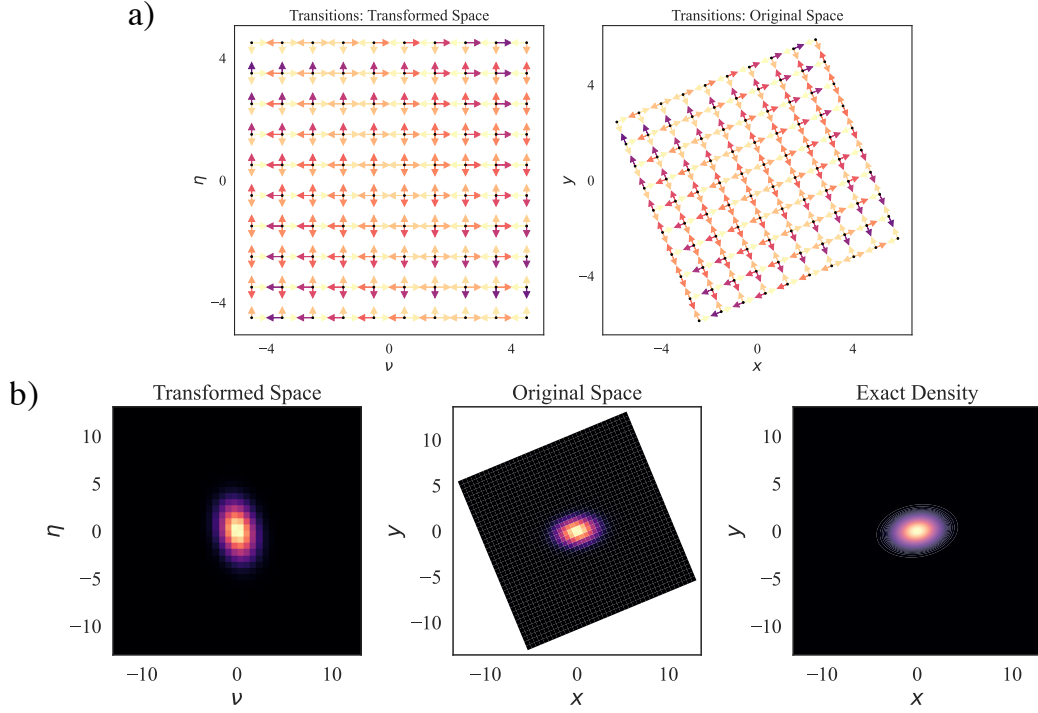 a)
Transitions: Transformed Space
Transitions: Original Space
4
0
−4
η
−4
0
4
ν
4
0
−4
y
−4
0
4
x
b)
Transformed Space
Original Space
Exact Density
10
5
0
−5
−10
η
−10
0
10
ν
10
5
0
−5
−10
y
−10
0
10
x
10
5
0
−5
−10
y
−10
0
10
x